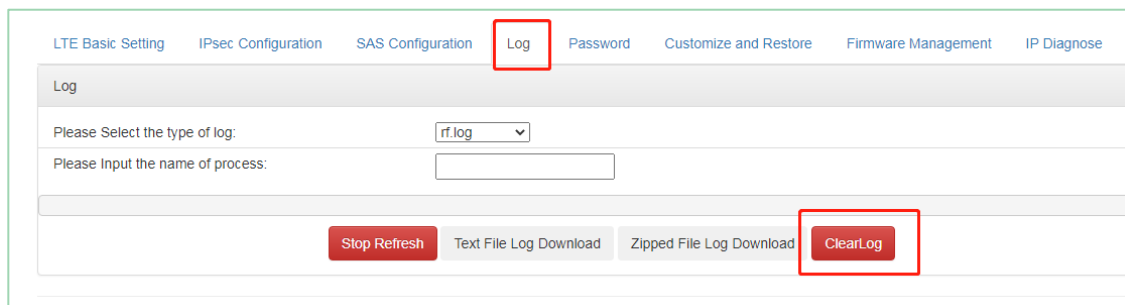 LTE Basic Setting IPsec Configuration SAS Configuration Log Password Customize and Restore Firmware Management IP Diagnose
Log
Please Select the type of log: rf.log
Please Input the name of process:
Stop Refresh Text File Log Download Zipped File Log Download ClearLog